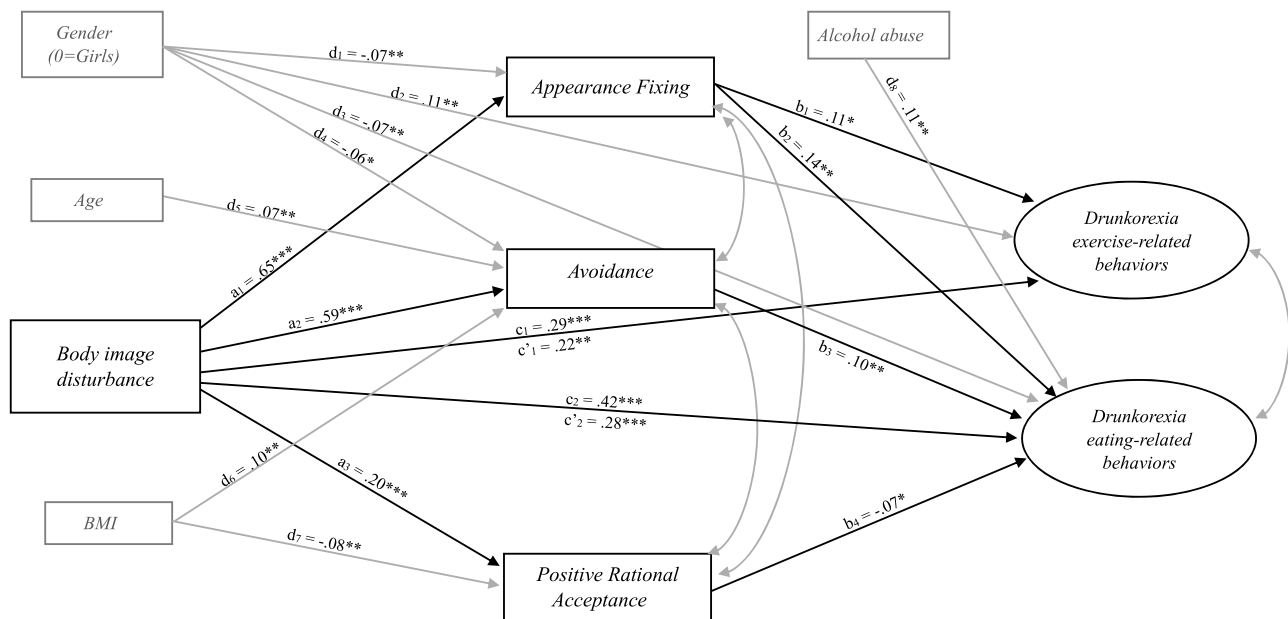 Gender
(0=Girls)
Alcohol abuse
d₁ = -.07**
Appearance Fixing
d₂ = .11**
d₃ = -.07**
d₄ = -.06*
d₈ = .11**
b₁ = .11*
b₂ = .14**
Age
d₅ = .07**
Drunkorexia
exercise-related
behaviors
a₁ = .65***
Avoidance
a₂ = .59***
c₁ = .29***
c’₁ = .22**
b₃ = .10**
Body image
disturbance
c₂ = .42***
c’₂ = .28***
Drunkorexia
eating-related
behaviors
d₆ = .10**
a₃ = .20***
BMI
d₇ = -.08**
b₄ = -.07*
Positive Rational
Acceptance